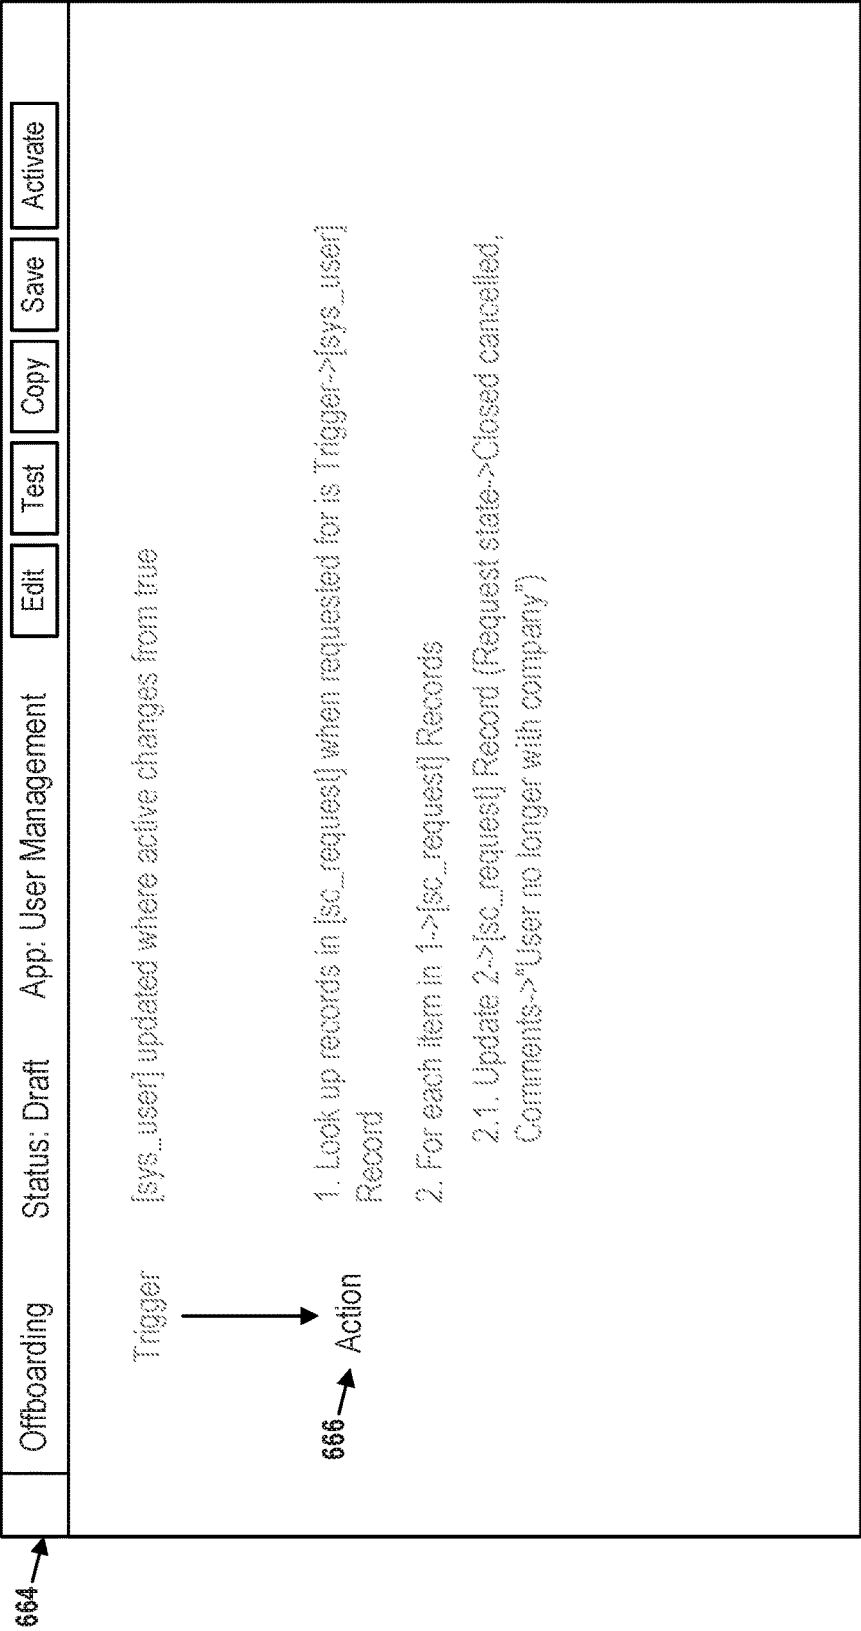 664
Offboarding Status: Draft App: User Management Edit Test Copy Save Activate
Trigger [sys_user] updated where active changes from true
666 Action
1. Look up records in [sc_request] when requested for is Trigger->[sys_user]
Record
2. For each item in 1->[sc_request] Records
2.1. Update 2->[sc_request] Record (Request state->Closed cancelled,
Comments->"User no longer with company")